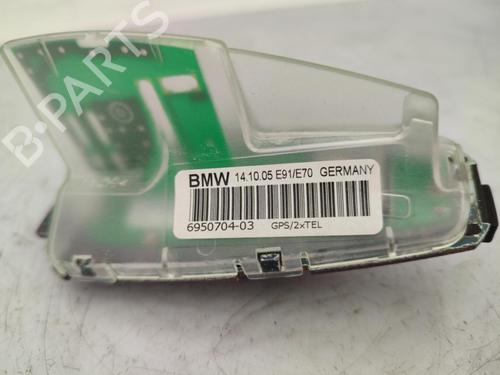 B-PARTS
BMW 14.10.05 E91/E70 GERMANY
6950704-03 GPS/2xTEL